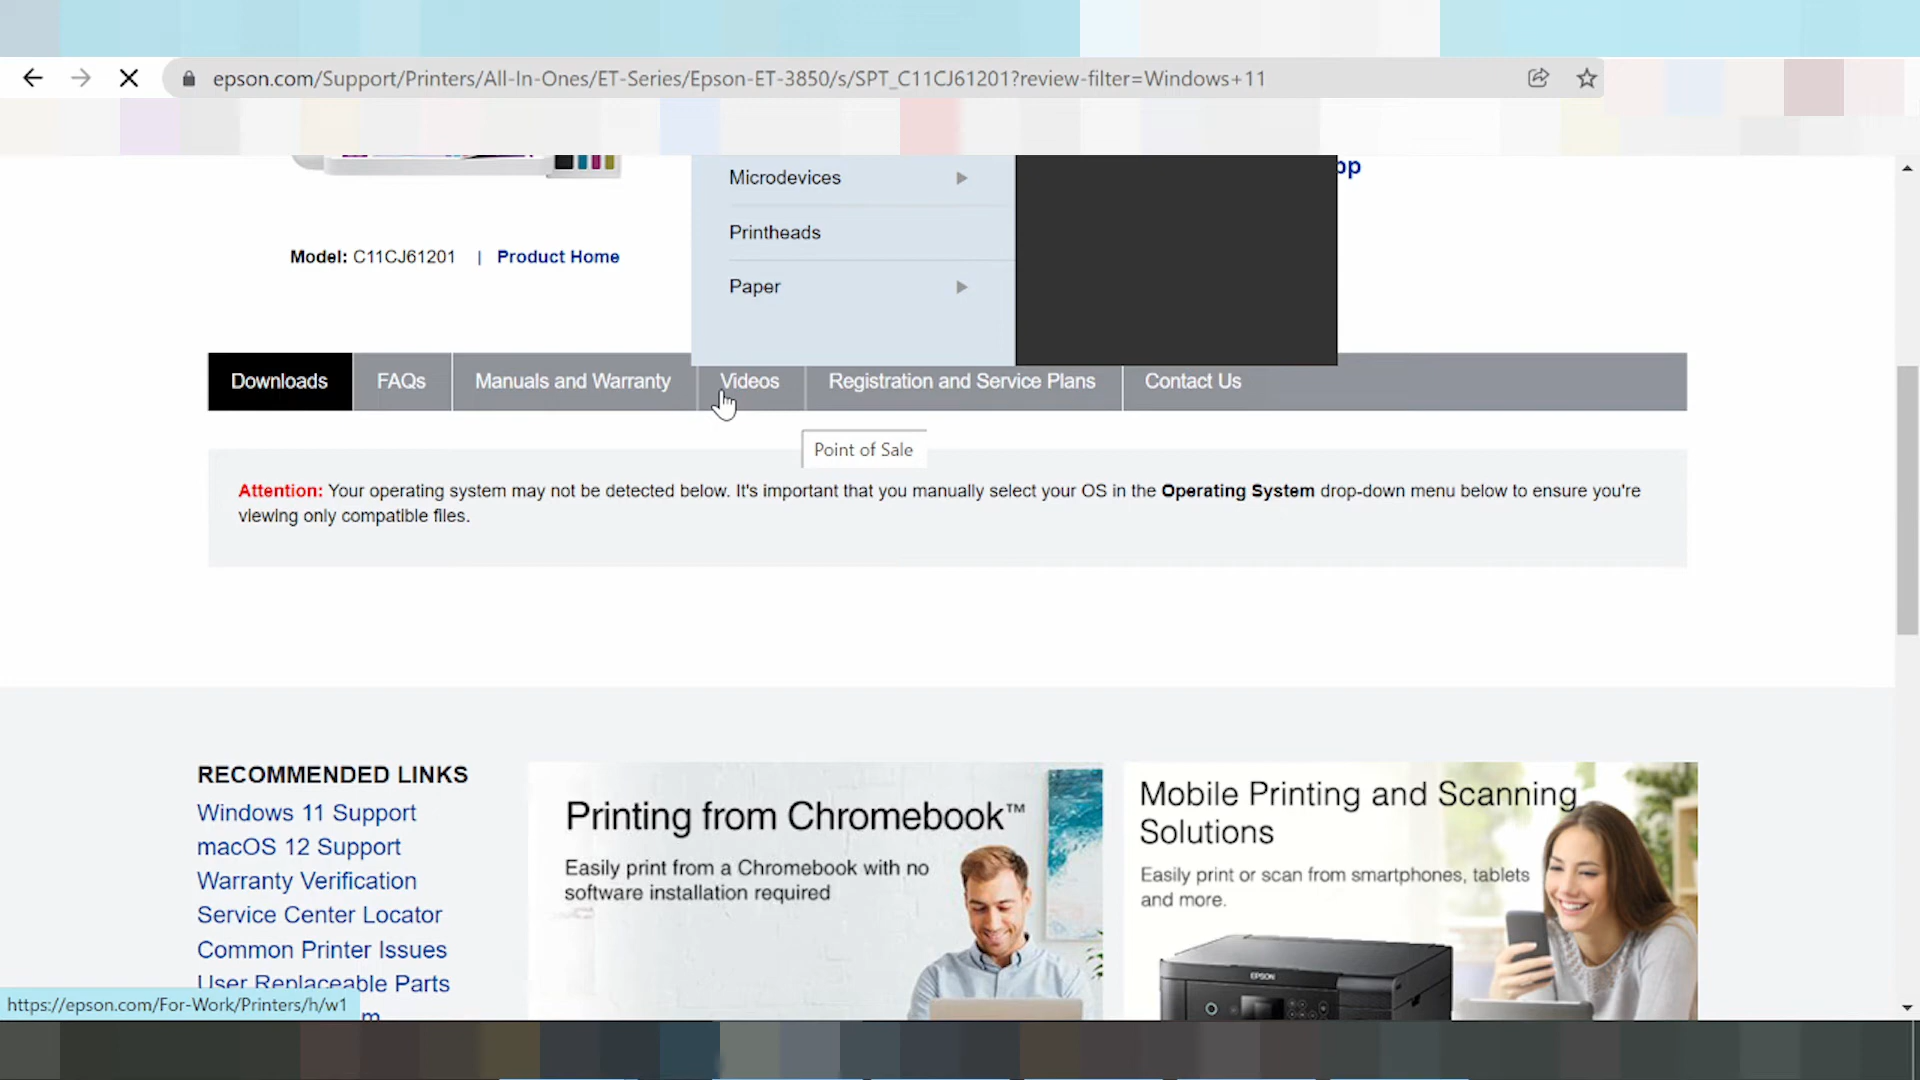 epson.com/Support/Printers/All-In-Ones/ET-Series/Epson-ET-3850/s/SPT_C11CJ61201?review-filter=Windows+11
Microdevices
Printheads
Paper
Model: C11CJ61201 | Product Home
Downloads FAQs Manuals and Warranty Videos Registration and Service Plans Contact Us
Point of Sale
Attention: Your operating system may not be detected below. It's important that you manually select your OS in the Operating System drop-down menu below to ensure you're
viewing only compatible files.
RECOMMENDED LINKS
Windows 11 Support
macOS 12 Support
Warranty Verification
Service Center Locator
Common Printer Issues
User Replaceable Parts
https://epson.com/For-Work/Printers/h/w1
Printing from Chromebook™
Easily print from a Chromebook with no
software installation required
Mobile Printing and Scanning
Solutions
Easily print or scan from smartphones, tablets
and more.
EPSON